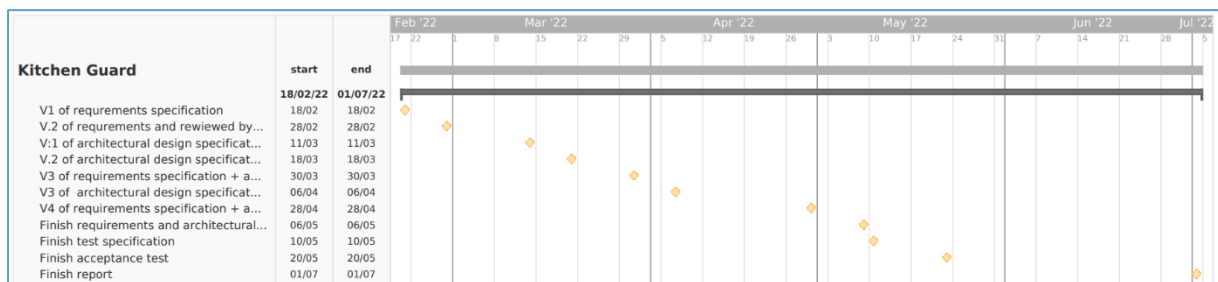 Feb '22 Mar '22 Apr '22 May '22 Jun '22 Jul '22
17 22 1 8 15 22 29 5 12 19 26 3 10 17 24 31 7 14 21 28 5
Kitchen Guard start end
18/02/22 01/07/22
V1 of requrements specification 18/02 18/02
V.2 of requrements and rewiewed by... 28/02 28/02
V:1 of architectural design specificat... 11/03 11/03
V.2 of architectural design specificat... 18/03 18/03
V3 of requirements specification + a... 30/03 30/03
V3 of architectural design specificat... 06/04 06/04
V4 of requirements specification + a... 28/04 28/04
Finish requirements and architectural... 06/05 06/05
Finish test specification 10/05 10/05
Finish acceptance test 20/05 20/05
Finish report 01/07 01/07